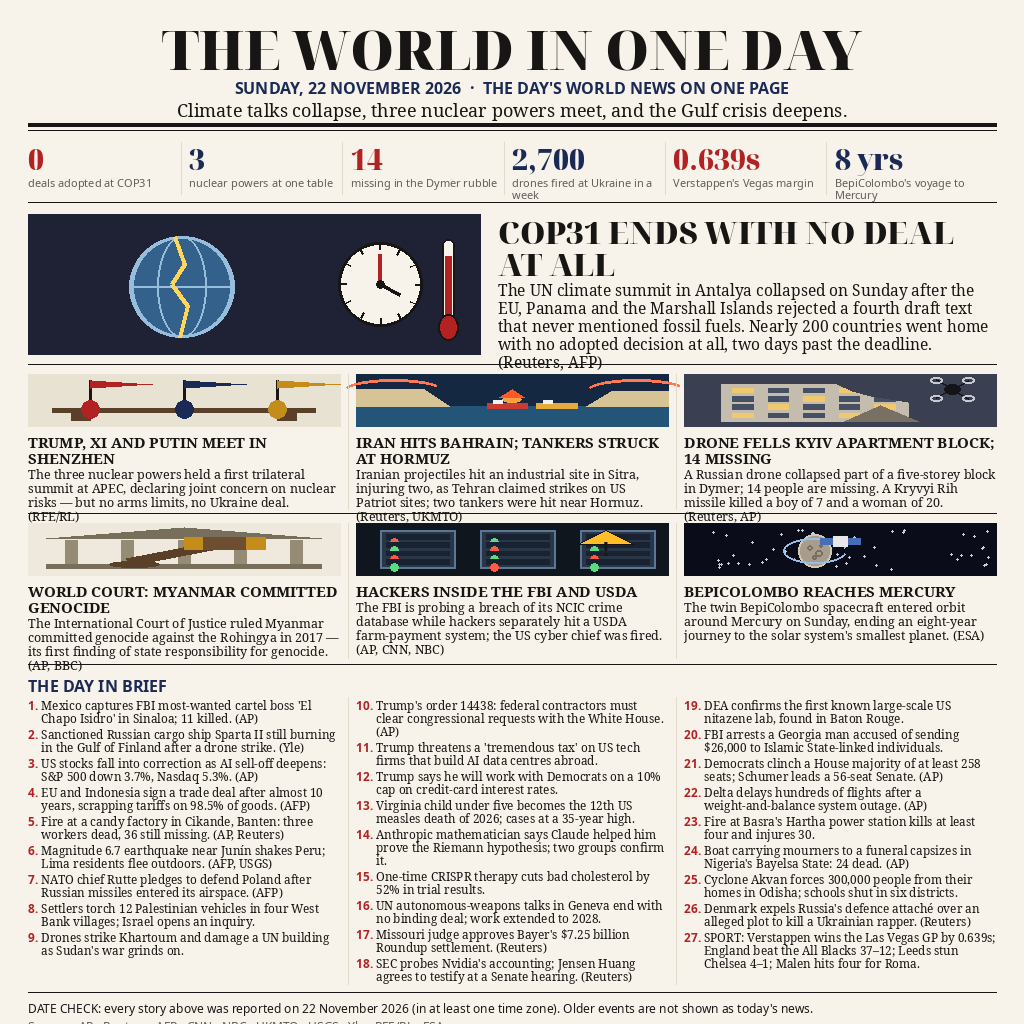 THE WORLD IN ONE DAY
SUNDAY, 22 NOVEMBER 2026 · THE DAY'S WORLD NEWS ON ONE PAGE
Climate talks collapse, three nuclear powers meet, and the Gulf crisis deepens.
0
deals adopted at COP31
3
nuclear powers at one table
14
missing in the Dymer rubble
2,700
drones fired at Ukraine in a
week
0.639s
Verstappen's Vegas margin
8 yrs
BepiColombo's voyage to
Mercury
COP31 ENDS WITH NO DEAL
AT ALL
The UN climate summit in Antalya collapsed on Sunday after the
EU, Panama and the Marshall Islands rejected a fourth draft text
that never mentioned fossil fuels. Nearly 200 countries went home
with no adopted decision at all, two days past the deadline.
(Reuters, AFP)
TRUMP, XI AND PUTIN MEET IN
SHENZHEN
The three nuclear powers held a first trilateral
summit at APEC, declaring joint concern on nuclear
risks — but no arms limits, no Ukraine deal.
(RFE/RL)
IRAN HITS BAHRAIN; TANKERS STRUCK
AT HORMUZ
Iranian projectiles hit an industrial site in Sitra,
injuring two, as Tehran claimed strikes on US
Patriot sites; two tankers were hit near Hormuz.
(Reuters, UKMTO)
DRONE FELLS KYIV APARTMENT BLOCK;
14 MISSING
A Russian drone collapsed part of a five-storey block
in Dymer; 14 people are missing. A Kryvyi Rih
missile killed a boy of 7 and a woman of 20.
(Reuters, AP)
WORLD COURT: MYANMAR COMMITTED
GENOCIDE
The International Court of Justice ruled Myanmar
committed genocide against the Rohingya in 2017 —
its first finding of state responsibility for genocide.
(AP, BBC)
HACKERS INSIDE THE FBI AND USDA
The FBI is probing a breach of its NCIC crime
database while hackers separately hit a USDA
farm-payment system; the US cyber chief was fired.
(AP, CNN, NBC)
BEPICOLOMBO REACHES MERCURY
The twin BepiColombo spacecraft entered orbit
around Mercury on Sunday, ending an eight-year
journey to the solar system's smallest planet. (ESA)
THE DAY IN BRIEF
1. Mexico captures FBI most-wanted cartel boss 'El
Chapo Isidro' in Sinaloa; 11 killed. (AP)
2. Sanctioned Russian cargo ship Sparta II still burning
in the Gulf of Finland after a drone strike. (Yle)
3. US stocks fall into correction as AI sell-off deepens:
S&P 500 down 3.7%, Nasdaq 5.3%. (AP)
4. EU and Indonesia sign a trade deal after almost 10
years, scrapping tariffs on 98.5% of goods. (AFP)
5. Fire at a candy factory in Cikande, Banten: three
workers dead, 36 still missing. (AP, Reuters)
6. Magnitude 6.7 earthquake near Junín shakes Peru;
Lima residents flee outdoors. (AFP, USGS)
7. NATO chief Rutte pledges to defend Poland after
Russian missiles entered its airspace. (AFP)
8. Settlers torch 12 Palestinian vehicles in four West
Bank villages; Israel opens an inquiry.
9. Drones strike Khartoum and damage a UN building
as Sudan's war grinds on.
10. Trump's order 14438: federal contractors must
clear congressional requests with the White House.
(AP)
11. Trump threatens a 'tremendous tax' on US tech
firms that build AI data centres abroad.
12. Trump says he will work with Democrats on a 10%
cap on credit-card interest rates.
13. Virginia child under five becomes the 12th US
measles death of 2026; cases at a 35-year high.
14. Anthropic mathematician says Claude helped him
prove the Riemann hypothesis; two groups confirm
it.
15. One-time CRISPR therapy cuts bad cholesterol by
52% in trial results.
16. UN autonomous-weapons talks in Geneva end with
no binding deal; work extended to 2028.
17. Missouri judge approves Bayer's $7.25 billion
Roundup settlement. (Reuters)
18. SEC probes Nvidia's accounting; Jensen Huang
agrees to testify at a Senate hearing. (Reuters)
19. DEA confirms the first known large-scale US
nitazene lab, found in Baton Rouge.
20. FBI arrests a Georgia man accused of sending
$26,000 to Islamic State-linked individuals.
21. Democrats clinch a House majority of at least 258
seats; Schumer leads a 56-seat Senate. (AP)
22. Delta delays hundreds of flights after a
weight-and-balance system outage. (AP)
23. Fire at Basra's Hartha power station kills at least
four and injures 30.
24. Boat carrying mourners to a funeral capsizes in
Nigeria's Bayelsa State: 24 dead. (AP)
25. Cyclone Akvan forces 300,000 people from their
homes in Odisha; schools shut in six districts.
26. Denmark expels Russia's defence attaché over an
alleged plot to kill a Ukrainian rapper. (Reuters)
27. SPORT: Verstappen wins the Las Vegas GP by 0.639s;
England beat the All Blacks 37–12; Leeds stun
Chelsea 4–1; Malen hits four for Roma.
DATE CHECK: every story above was reported on 22 November 2026 (in at least one time zone). Older events are not shown as today's news.